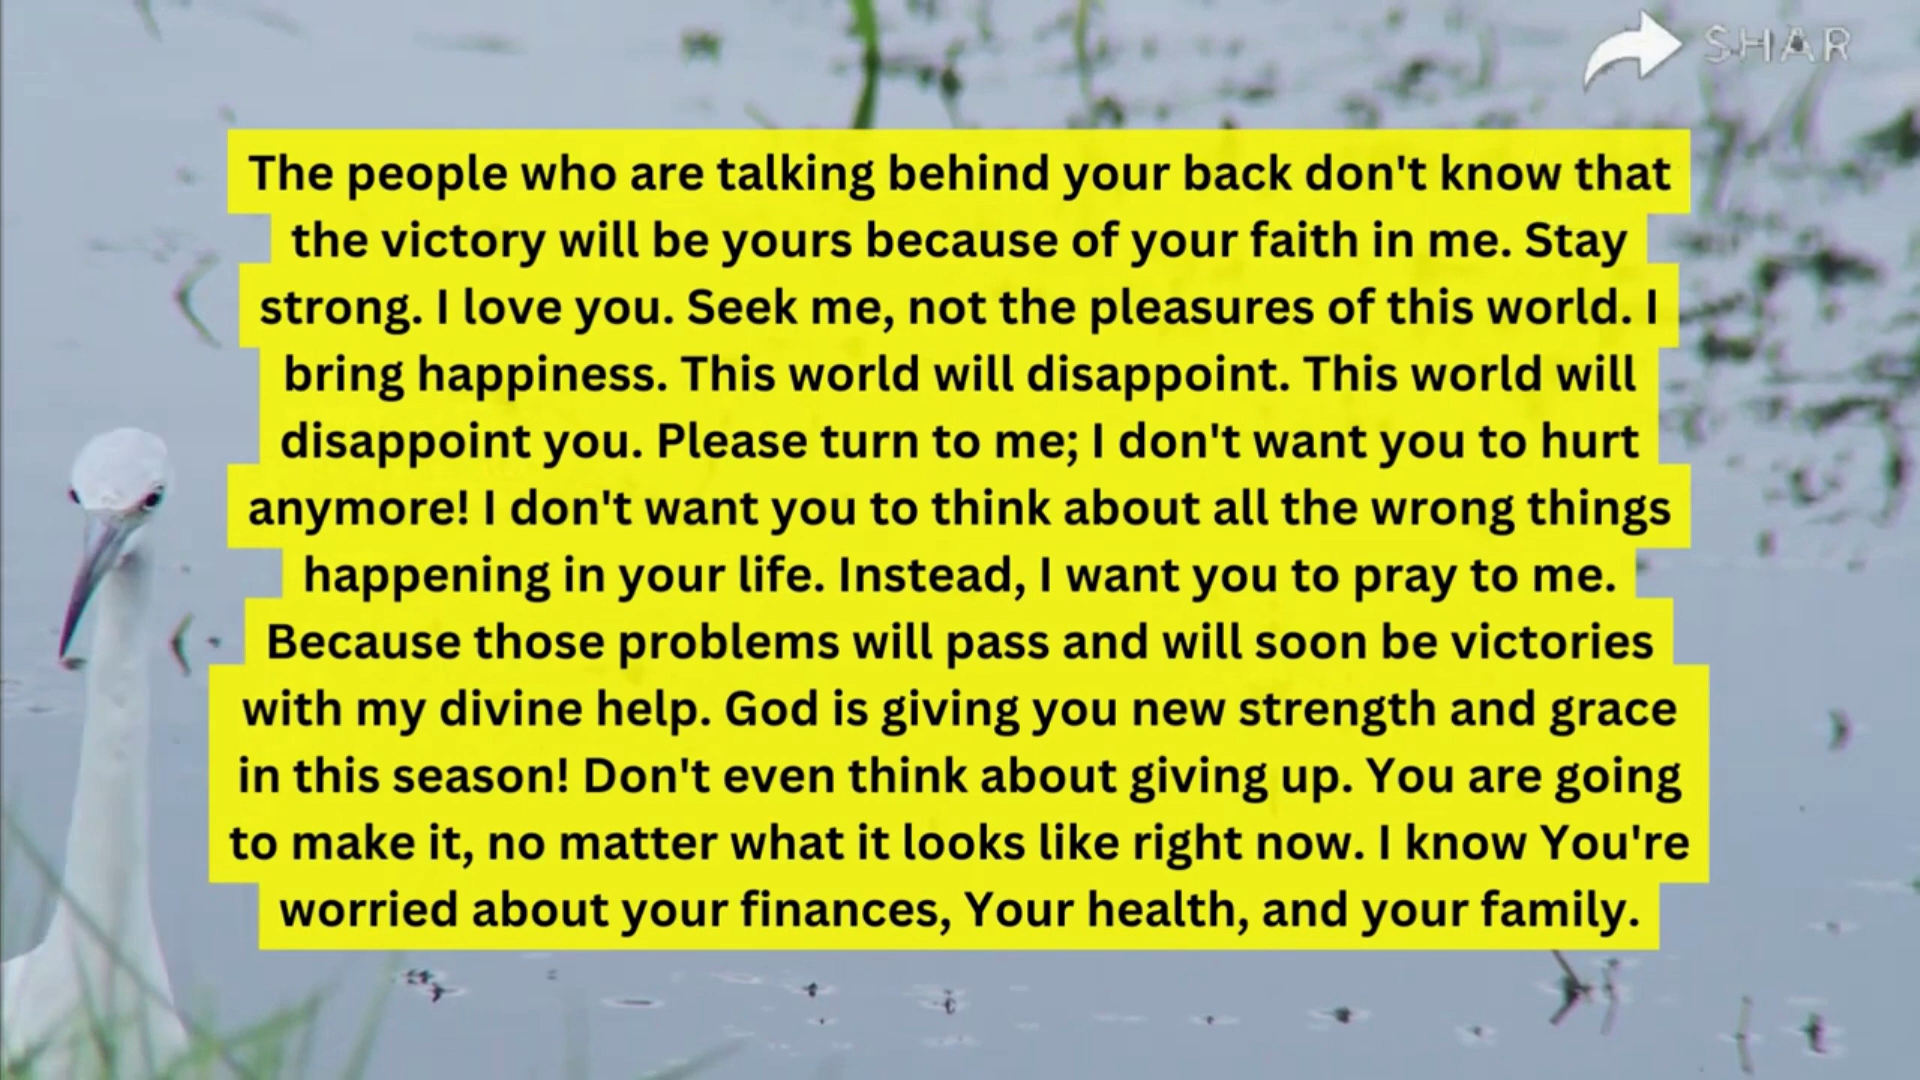 SHAR
The people who are talking behind your back don't know that
the victory will be yours because of your faith in me. Stay
strong. I love you. Seek me, not the pleasures of this world. I
bring happiness. This world will disappoint. This world will
disappoint you. Please turn to me; I don't want you to hurt
anymore! I don't want you to think about all the wrong things
happening in your life. Instead, I want you to pray to me.
Because those problems will pass and will soon be victories
with my divine help. God is giving you new strength and grace
in this season! Don't even think about giving up. You are going
to make it, no matter what it looks like right now. I know You're
worried about your finances, Your health, and your family.